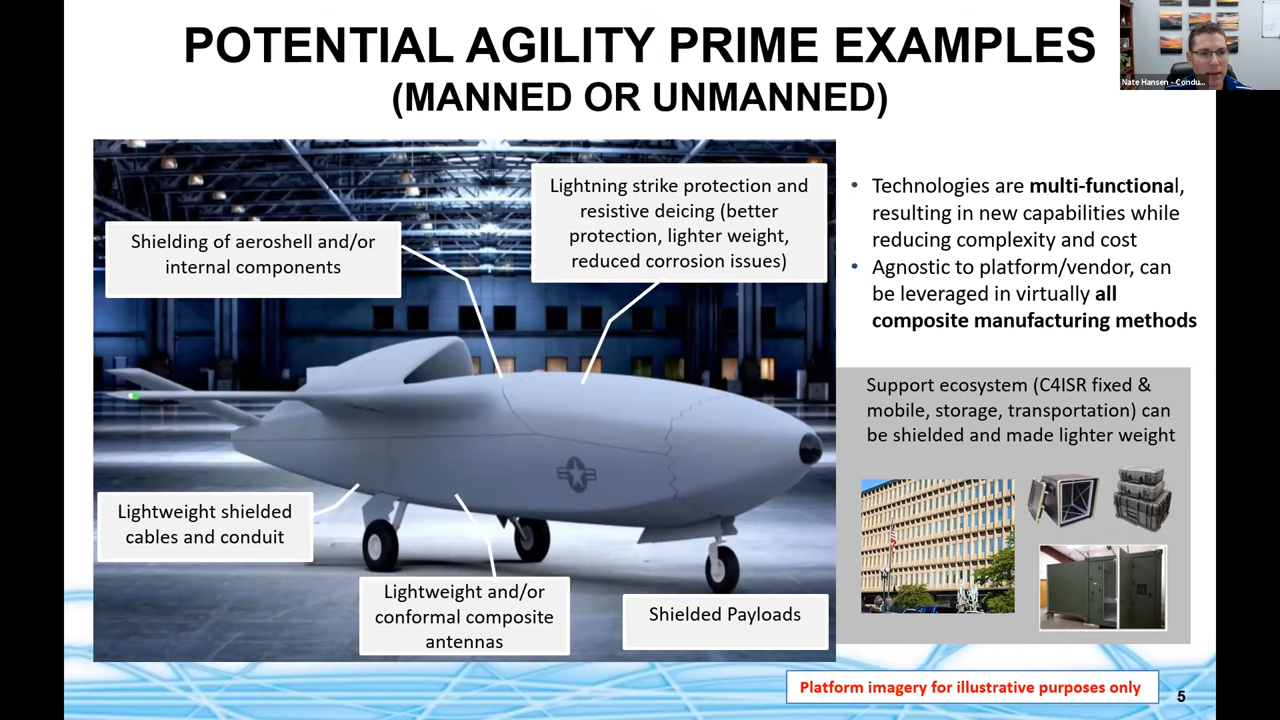 POTENTIAL AGILITY PRIME EXAMPLES
(MANNED OR UNMANNED)
Nate Hansen - Condu...
Shielding of aeroshell and/or
internal components
Lightning strike protection and
resistive deicing (better
protection, lighter weight,
reduced corrosion issues)
Lightweight shielded
cables and conduit
Lightweight and/or
conformal composite
antennas
Shielded Payloads
• Technologies are multi-functional,
resulting in new capabilities while
reducing complexity and cost
• Agnostic to platform/vendor, can
be leveraged in virtually all
composite manufacturing methods
Support ecosystem (C4ISR fixed &
mobile, storage, transportation) can
be shielded and made lighter weight
Platform imagery for illustrative purposes only
5